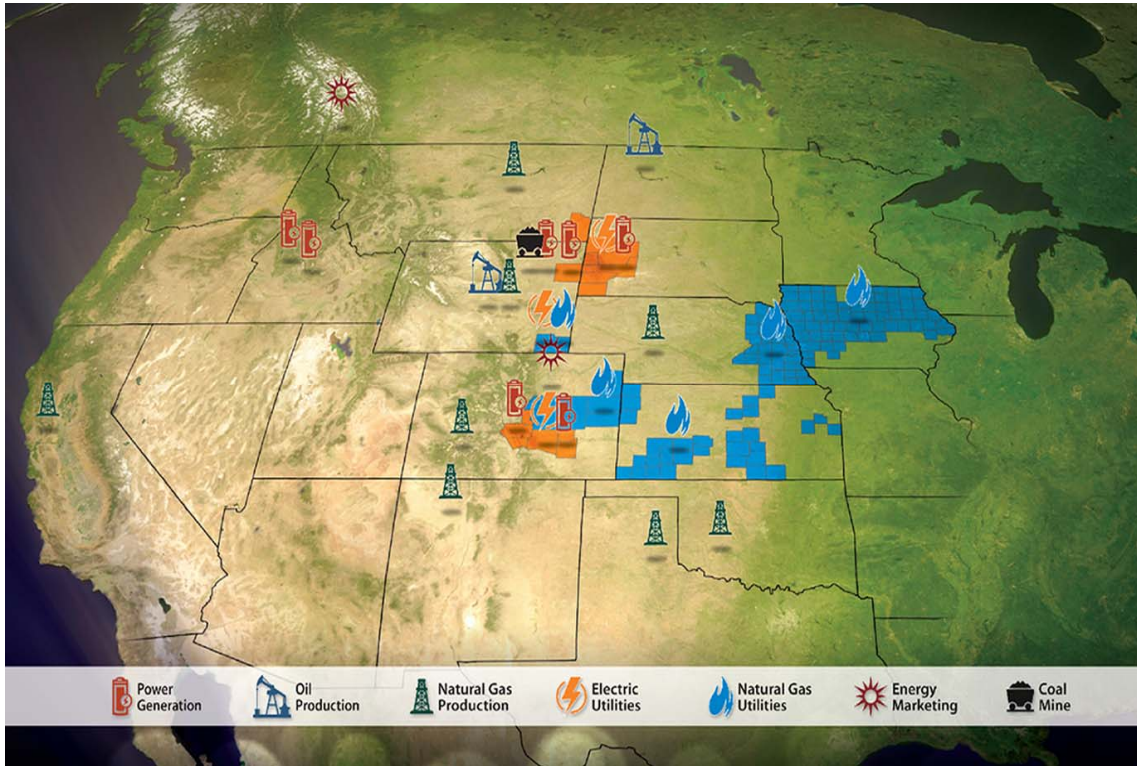 Power
Generation
Oil
Production
Natural Gas
Production
Electric
Utilities
Natural Gas
Utilities
Energy
Marketing
Coal
Mine